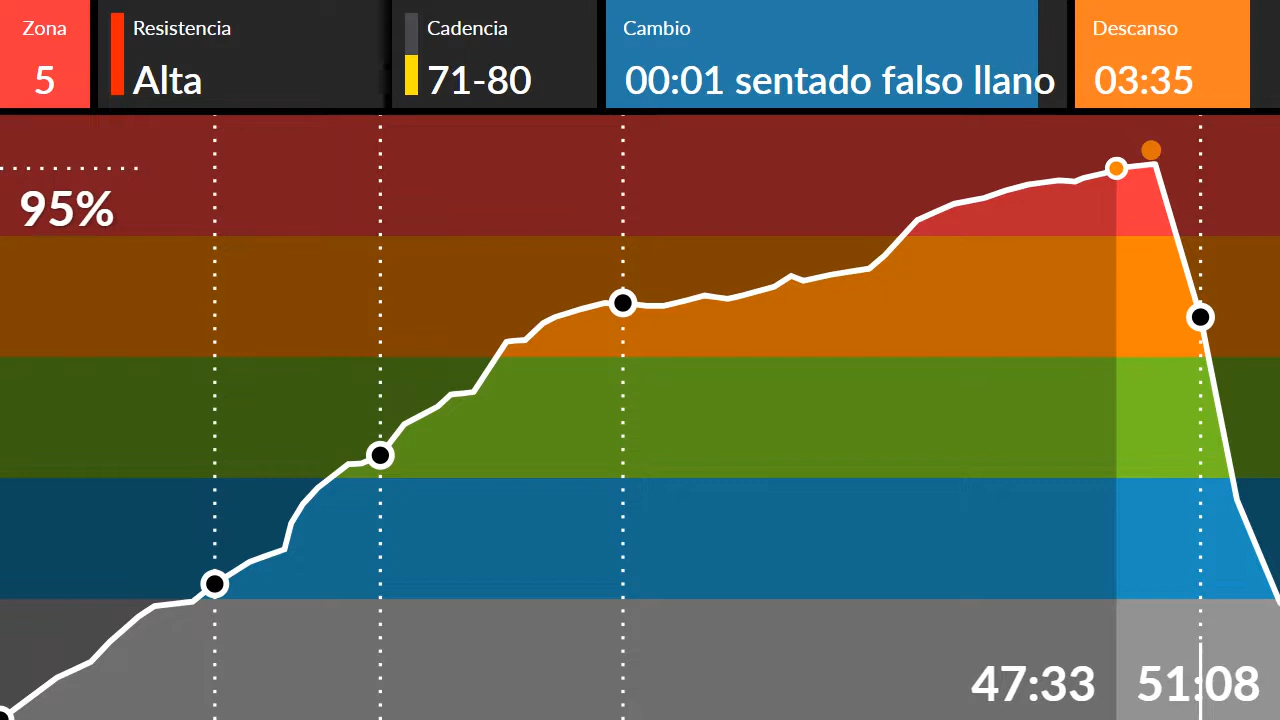 Zona
5
Resistencia
Alta
Cadencia
71-80
Cambio
00:01 sentado falso llano
Descanso
03:35
95%
47:33
51:08